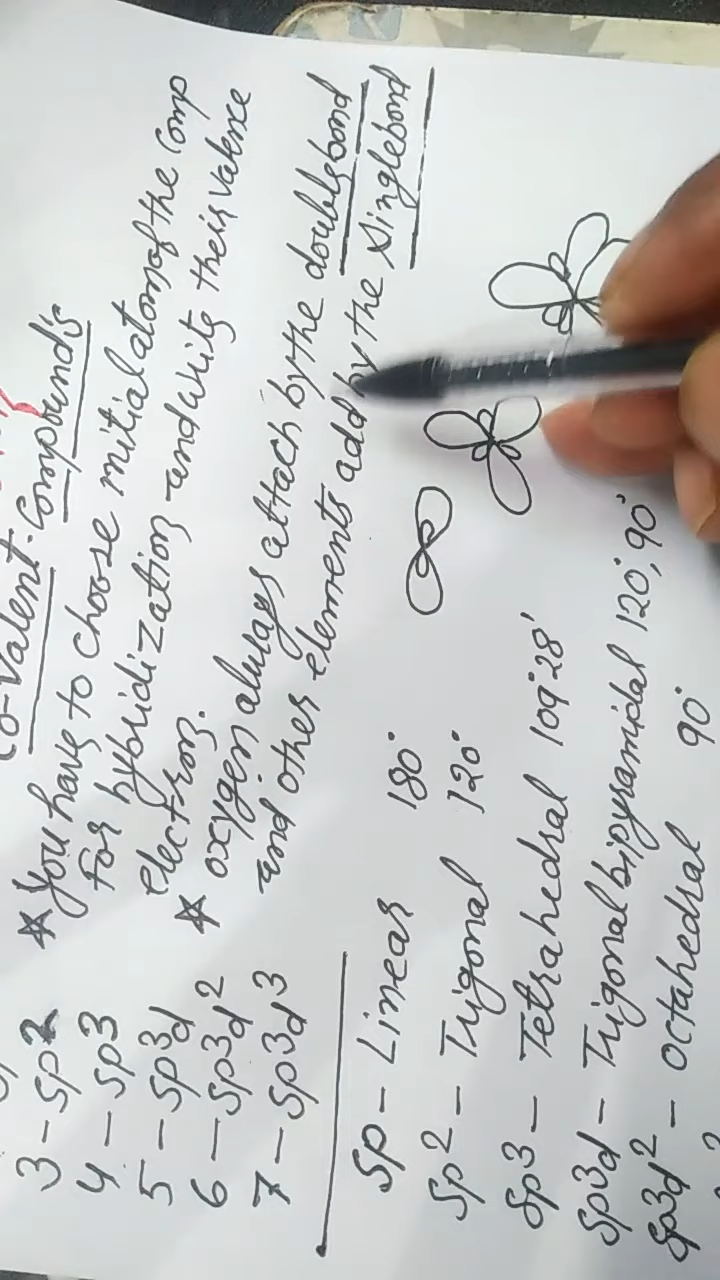 Co-valent Compound's
3 - sp2
4 - sp3
5 - sp3d
6 - sp3d2
7 - sp3d3
* You have to choose initial atom of the comp
for hybridization and write their valence
electron.
* oxygen always attach by the double bond
and other elements add by the single bond
sp - Linear 180°
sp2 - Trigonal 120°
sp3 - Tetrahedral 109°28'
sp3d - Trigonal bipyramidal 120°, 90°
sp3d2 - octahedral 90°